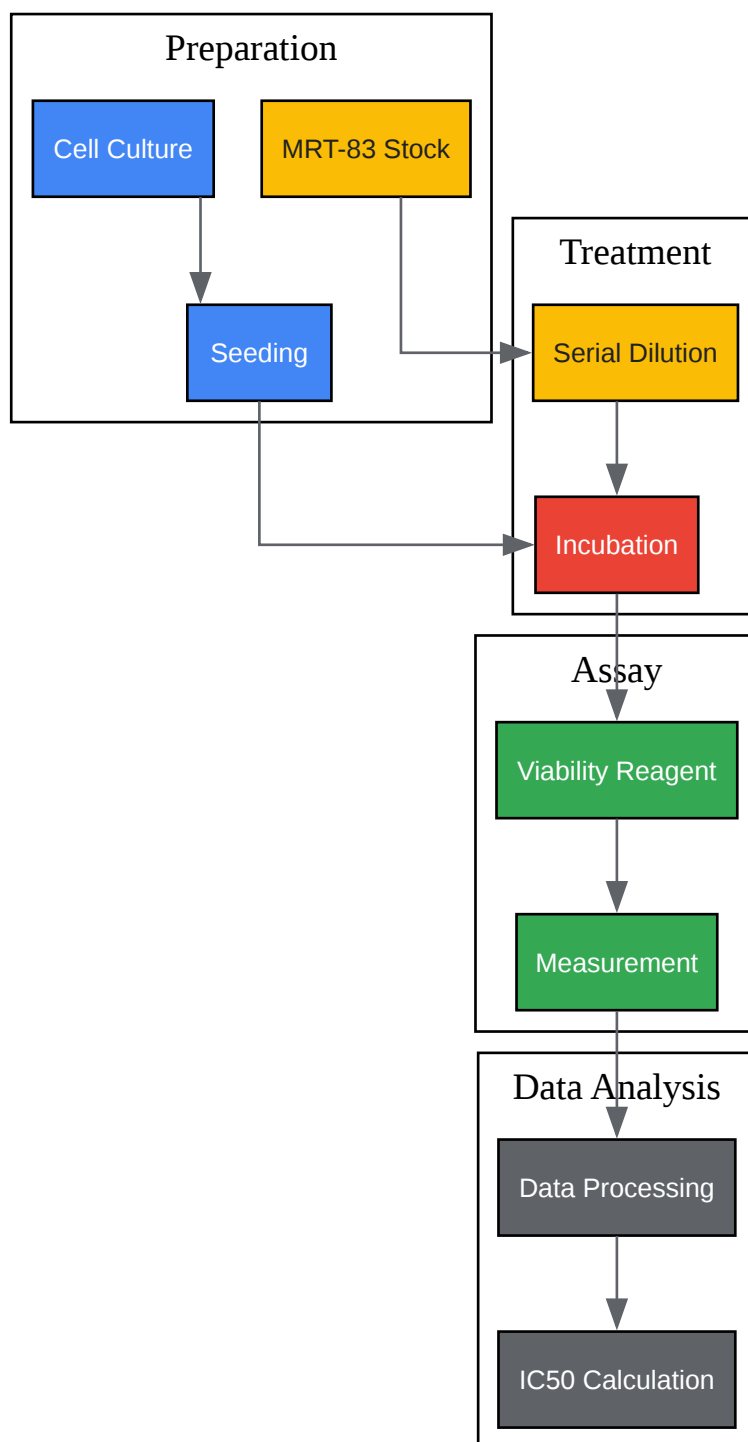 Preparation
Cell Culture
MRT-83 Stock
Seeding
Treatment
Serial Dilution
Incubation
Assay
Viability Reagent
Measurement
Data Analysis
Data Processing
IC50 Calculation